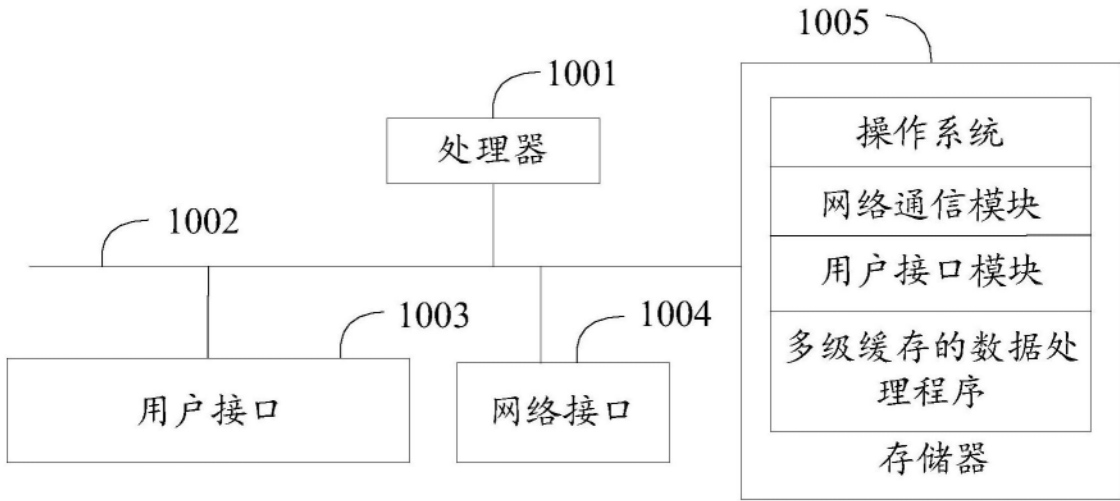 1005
1001
处理器
操作系统
网络通信模块
1002
用户接口模块
1003
1004
多级缓存的数据处
理程序
用户接口
网络接口
存储器